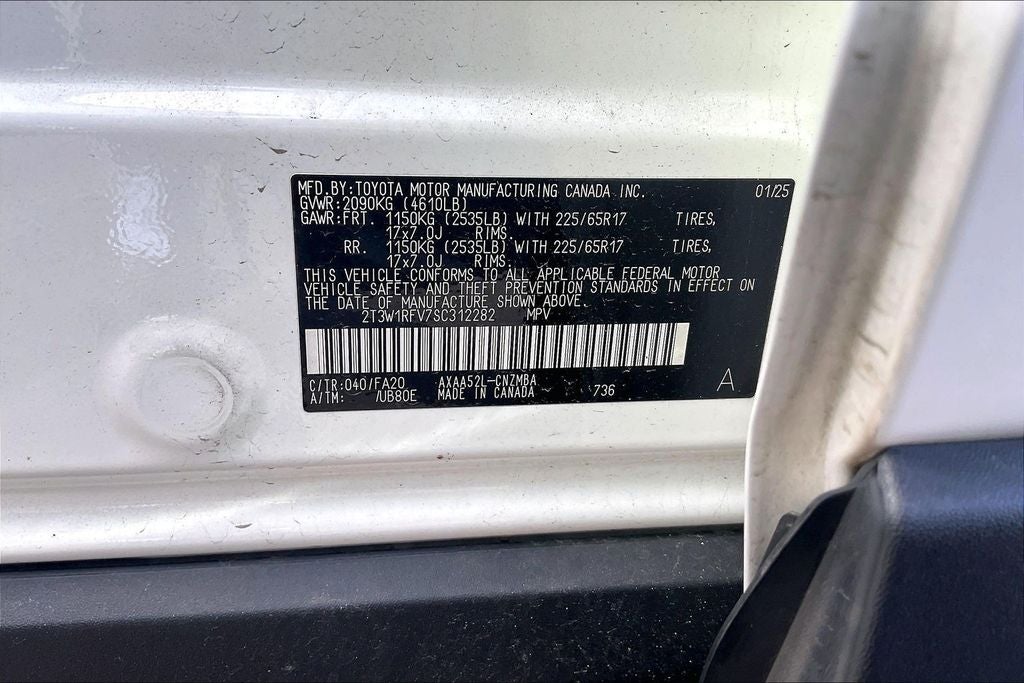 MFD.BY:TOYOTA MOTOR MANUFACTURING CANADA INC. 01/25
GVWR:2090KG (4610LB)
GAWR:FRT. 1150KG (2535LB) WITH 225/65R17 TIRES,
17x7.0J RIMS.
RR. 1150KG (2535LB) WITH 225/65R17 TIRES,
17x7.0J RIMS.
THIS VEHICLE CONFORMS TO ALL APPLICABLE FEDERAL MOTOR
VEHICLE SAFETY AND THEFT PREVENTION STANDARDS IN EFFECT ON
THE DATE OF MANUFACTURE SHOWN ABOVE.
2T3W1RFV7SC312282 MPV
C/TR:040/FA20 AXAA52L-CNZMBA
A/TM: /UB80E MADE IN CANADA 736 A